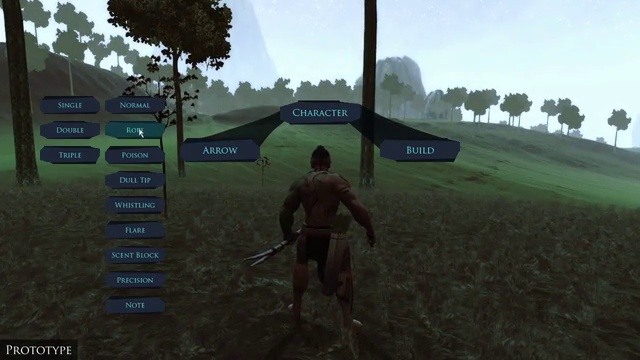 CHARACTER
ARROW
BUILD
SINGLE
DOUBLE
TRIPLE
NORMAL
POISON
DULL TIP
WHISTLING
FLARE
SCENT BLOCK
PRECISION
NOTE
PROTOTYPE